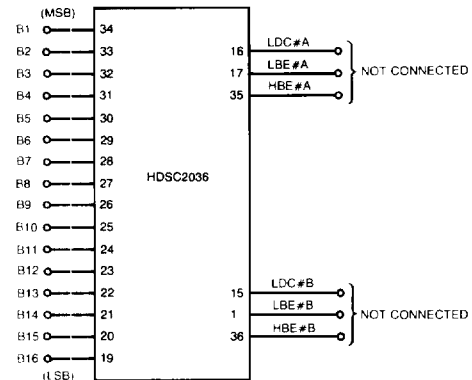 (MSB)
B1 34
B2 33
B3 32
B4 31
B5 30
B6 29
B7 28
B8 27
B9 26
B10 25
B11 24
B12 23
B13 22
B14 21
B15 20
B16 19
(LSB)
HDSC2036
16 LDC#A
17 LBE#A
35 HBE#A
NOT CONNECTED
15 LDC#B
1 LBE#B
36 HBE#B
NOT CONNECTED